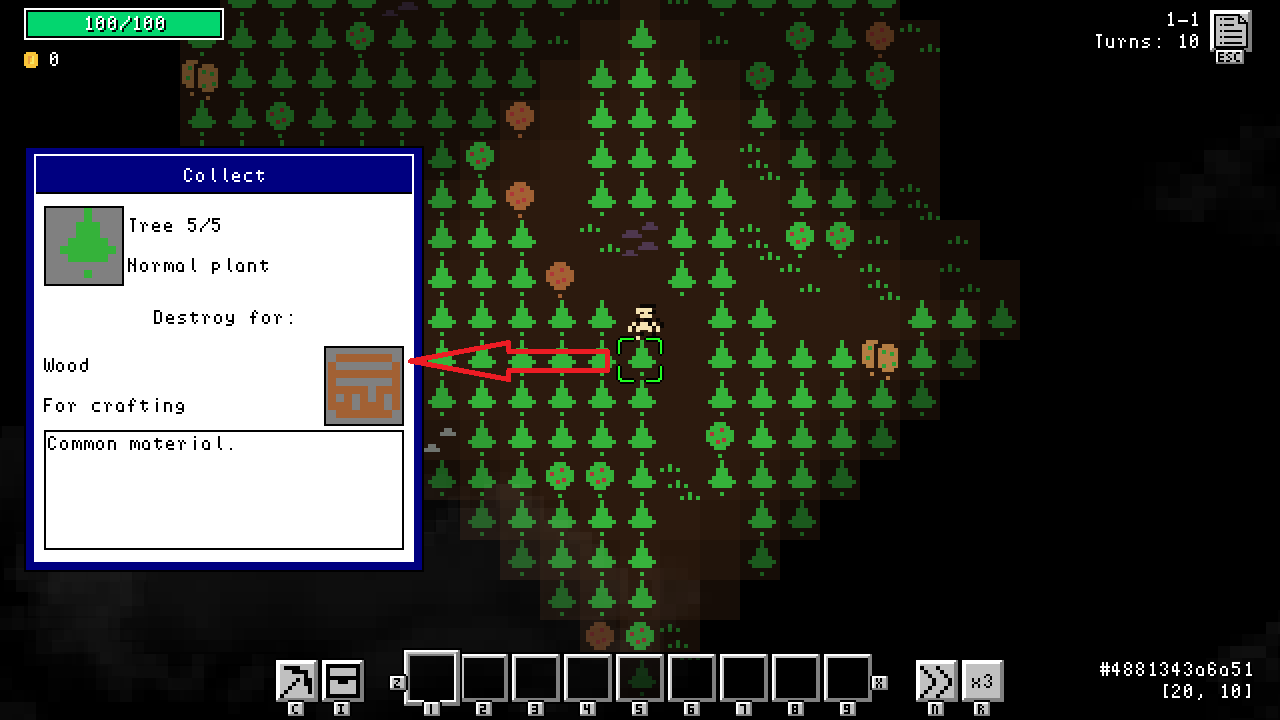 100/100
0
1-1
Turns: 10
ESC
Collect
Tree 5/5
Normal plant
Destroy for:
Wood
For crafting
Common material.
C
I
Z
1
2
3
4
5
6
7
8
9
X
x3
N
R
#4881343a6a51
[20, 10]